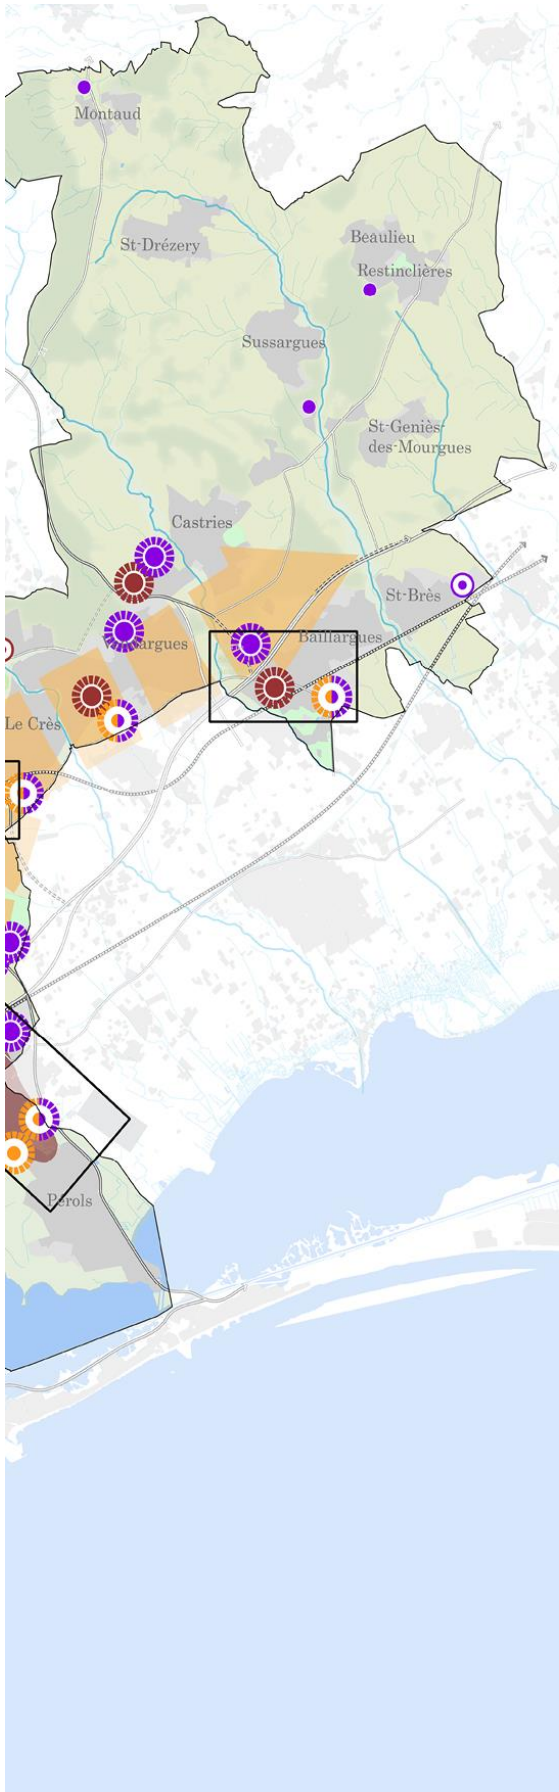 Montaud
St-Drézery
Beaulieu
Restinclières
Sussargues
St-Geniès-
des-Mourgues
Castries
St-Brès
Baillargues
Le Crès
Pérols